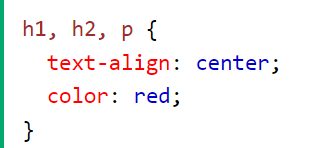 h1, h2, p {
  text-align: center;
  color: red;
}